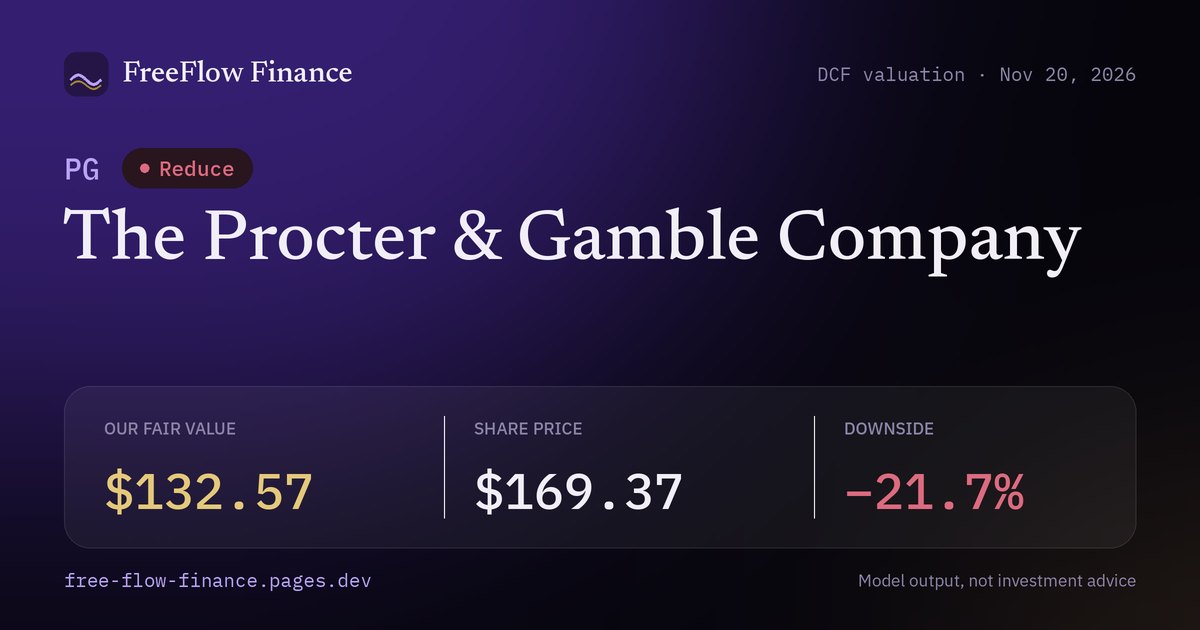 FreeFlow Finance
DCF valuation · Nov 20, 2026
PG
Reduce
The Procter & Gamble Company
OUR FAIR VALUE
$132.57
SHARE PRICE
$169.37
DOWNSIDE
−21.7%
free-flow-finance.pages.dev
Model output, not investment advice